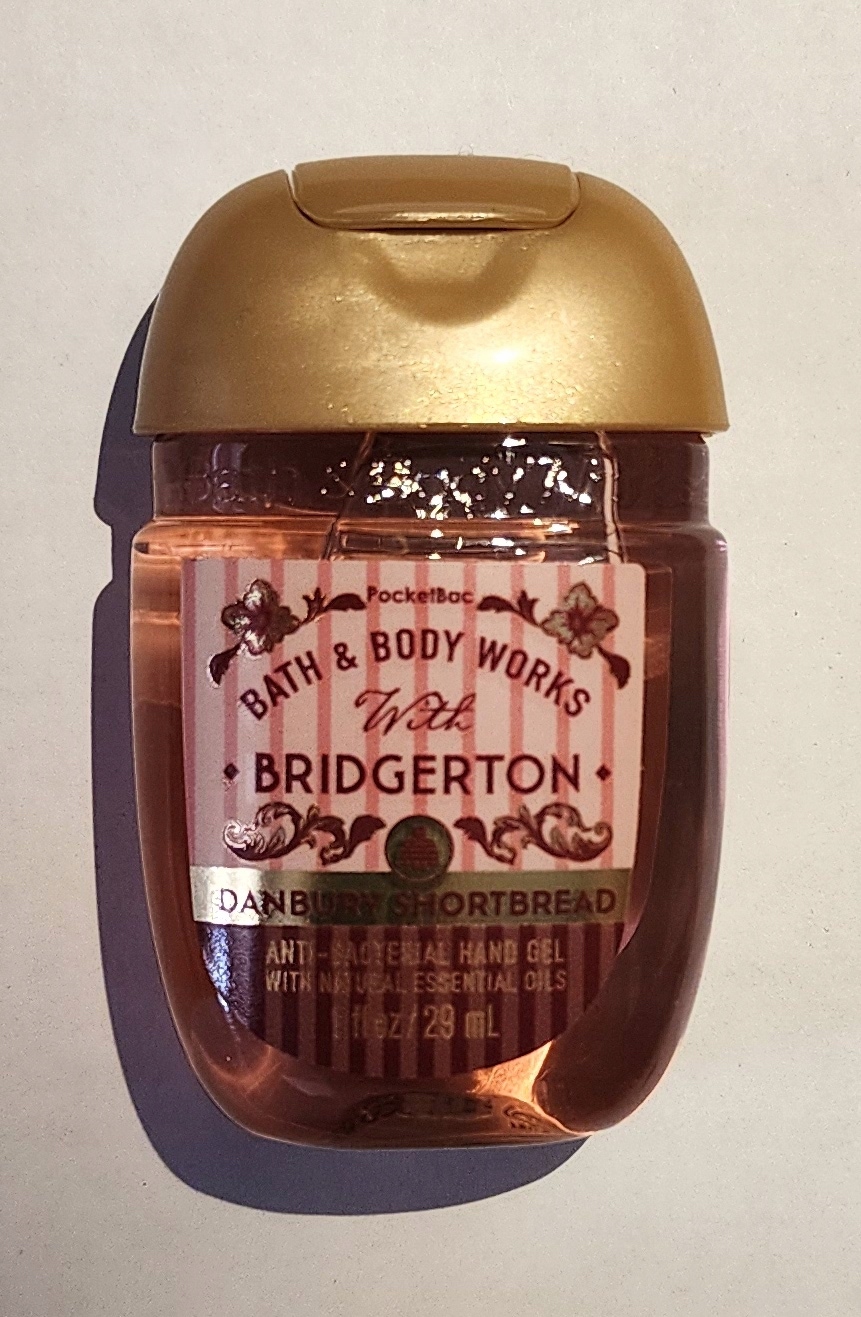 PocketBac
BATH & BODY WORKS
With
BRIDGERTON
DANBURY SHORTBREAD
ANTI-BACTERIAL HAND GEL
WITH NATURAL ESSENTIAL OILS
1 fl oz / 29 mL